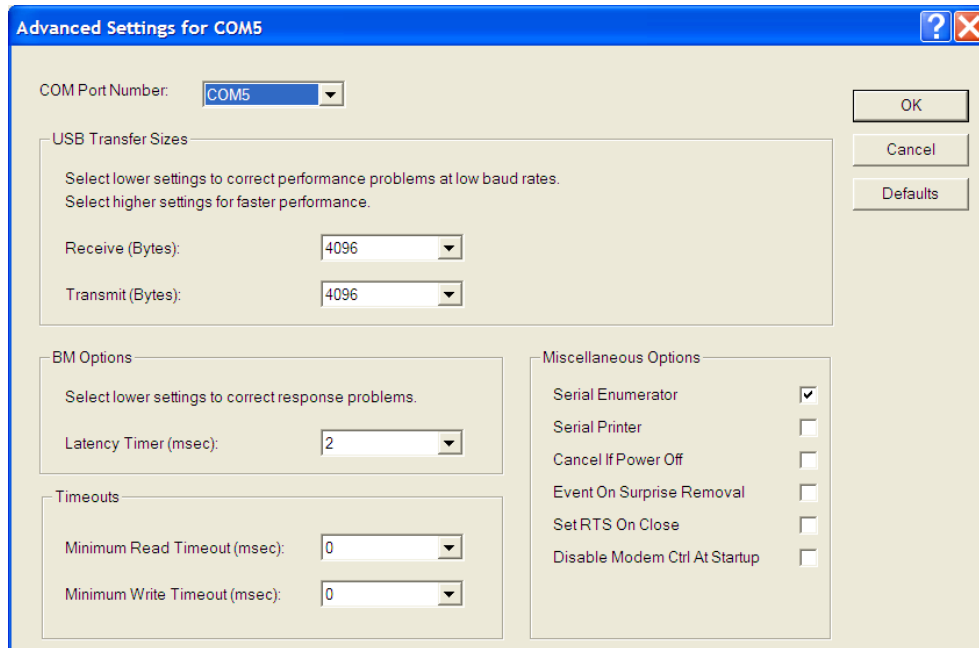 Advanced Settings for COM5
COM Port Number: COM5
OK
USB Transfer Sizes
Cancel
Select lower settings to correct performance problems at low baud rates.
Defaults
Select higher settings for faster performance.
Receive (Bytes): 4096
Transmit (Bytes): 4096
BM Options
Select lower settings to correct response problems.
Latency Timer (msec): 2
Timeouts
Minimum Read Timeout (msec): 0
Minimum Write Timeout (msec): 0
Miscellaneous Options
Serial Enumerator
Serial Printer
Cancel If Power Off
Event On Surprise Removal
Set RTS On Close
Disable Modem Ctrl At Startup